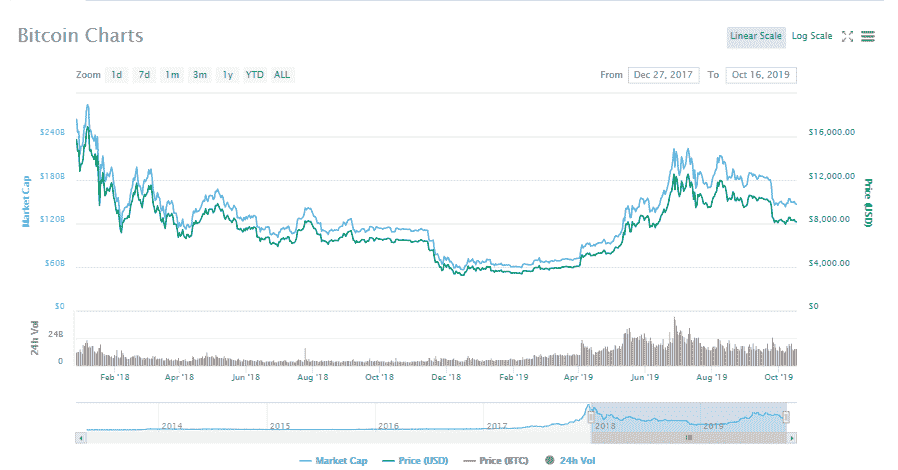 Bitcoin Charts
Linear Scale Log Scale
Zoom 1d 7d 1m 3m 1y YTD ALL From Dec 27, 2017 To Oct 16, 2019
$240B $16,000.00
$180B $12,000.00
$120B $8,000.00
$60B $4,000.00
$0 $0
Market Cap
Price (USD)
24h Vol
24B
0
Feb '18 Apr '18 Jun '18 Aug '18 Oct '18 Dec '18 Feb '19 Apr '19 Jun '19 Aug '19 Oct '19
2014 2015 2016 2017 2018 2019
Market Cap Price (USD) Price (BTC) 24h Vol